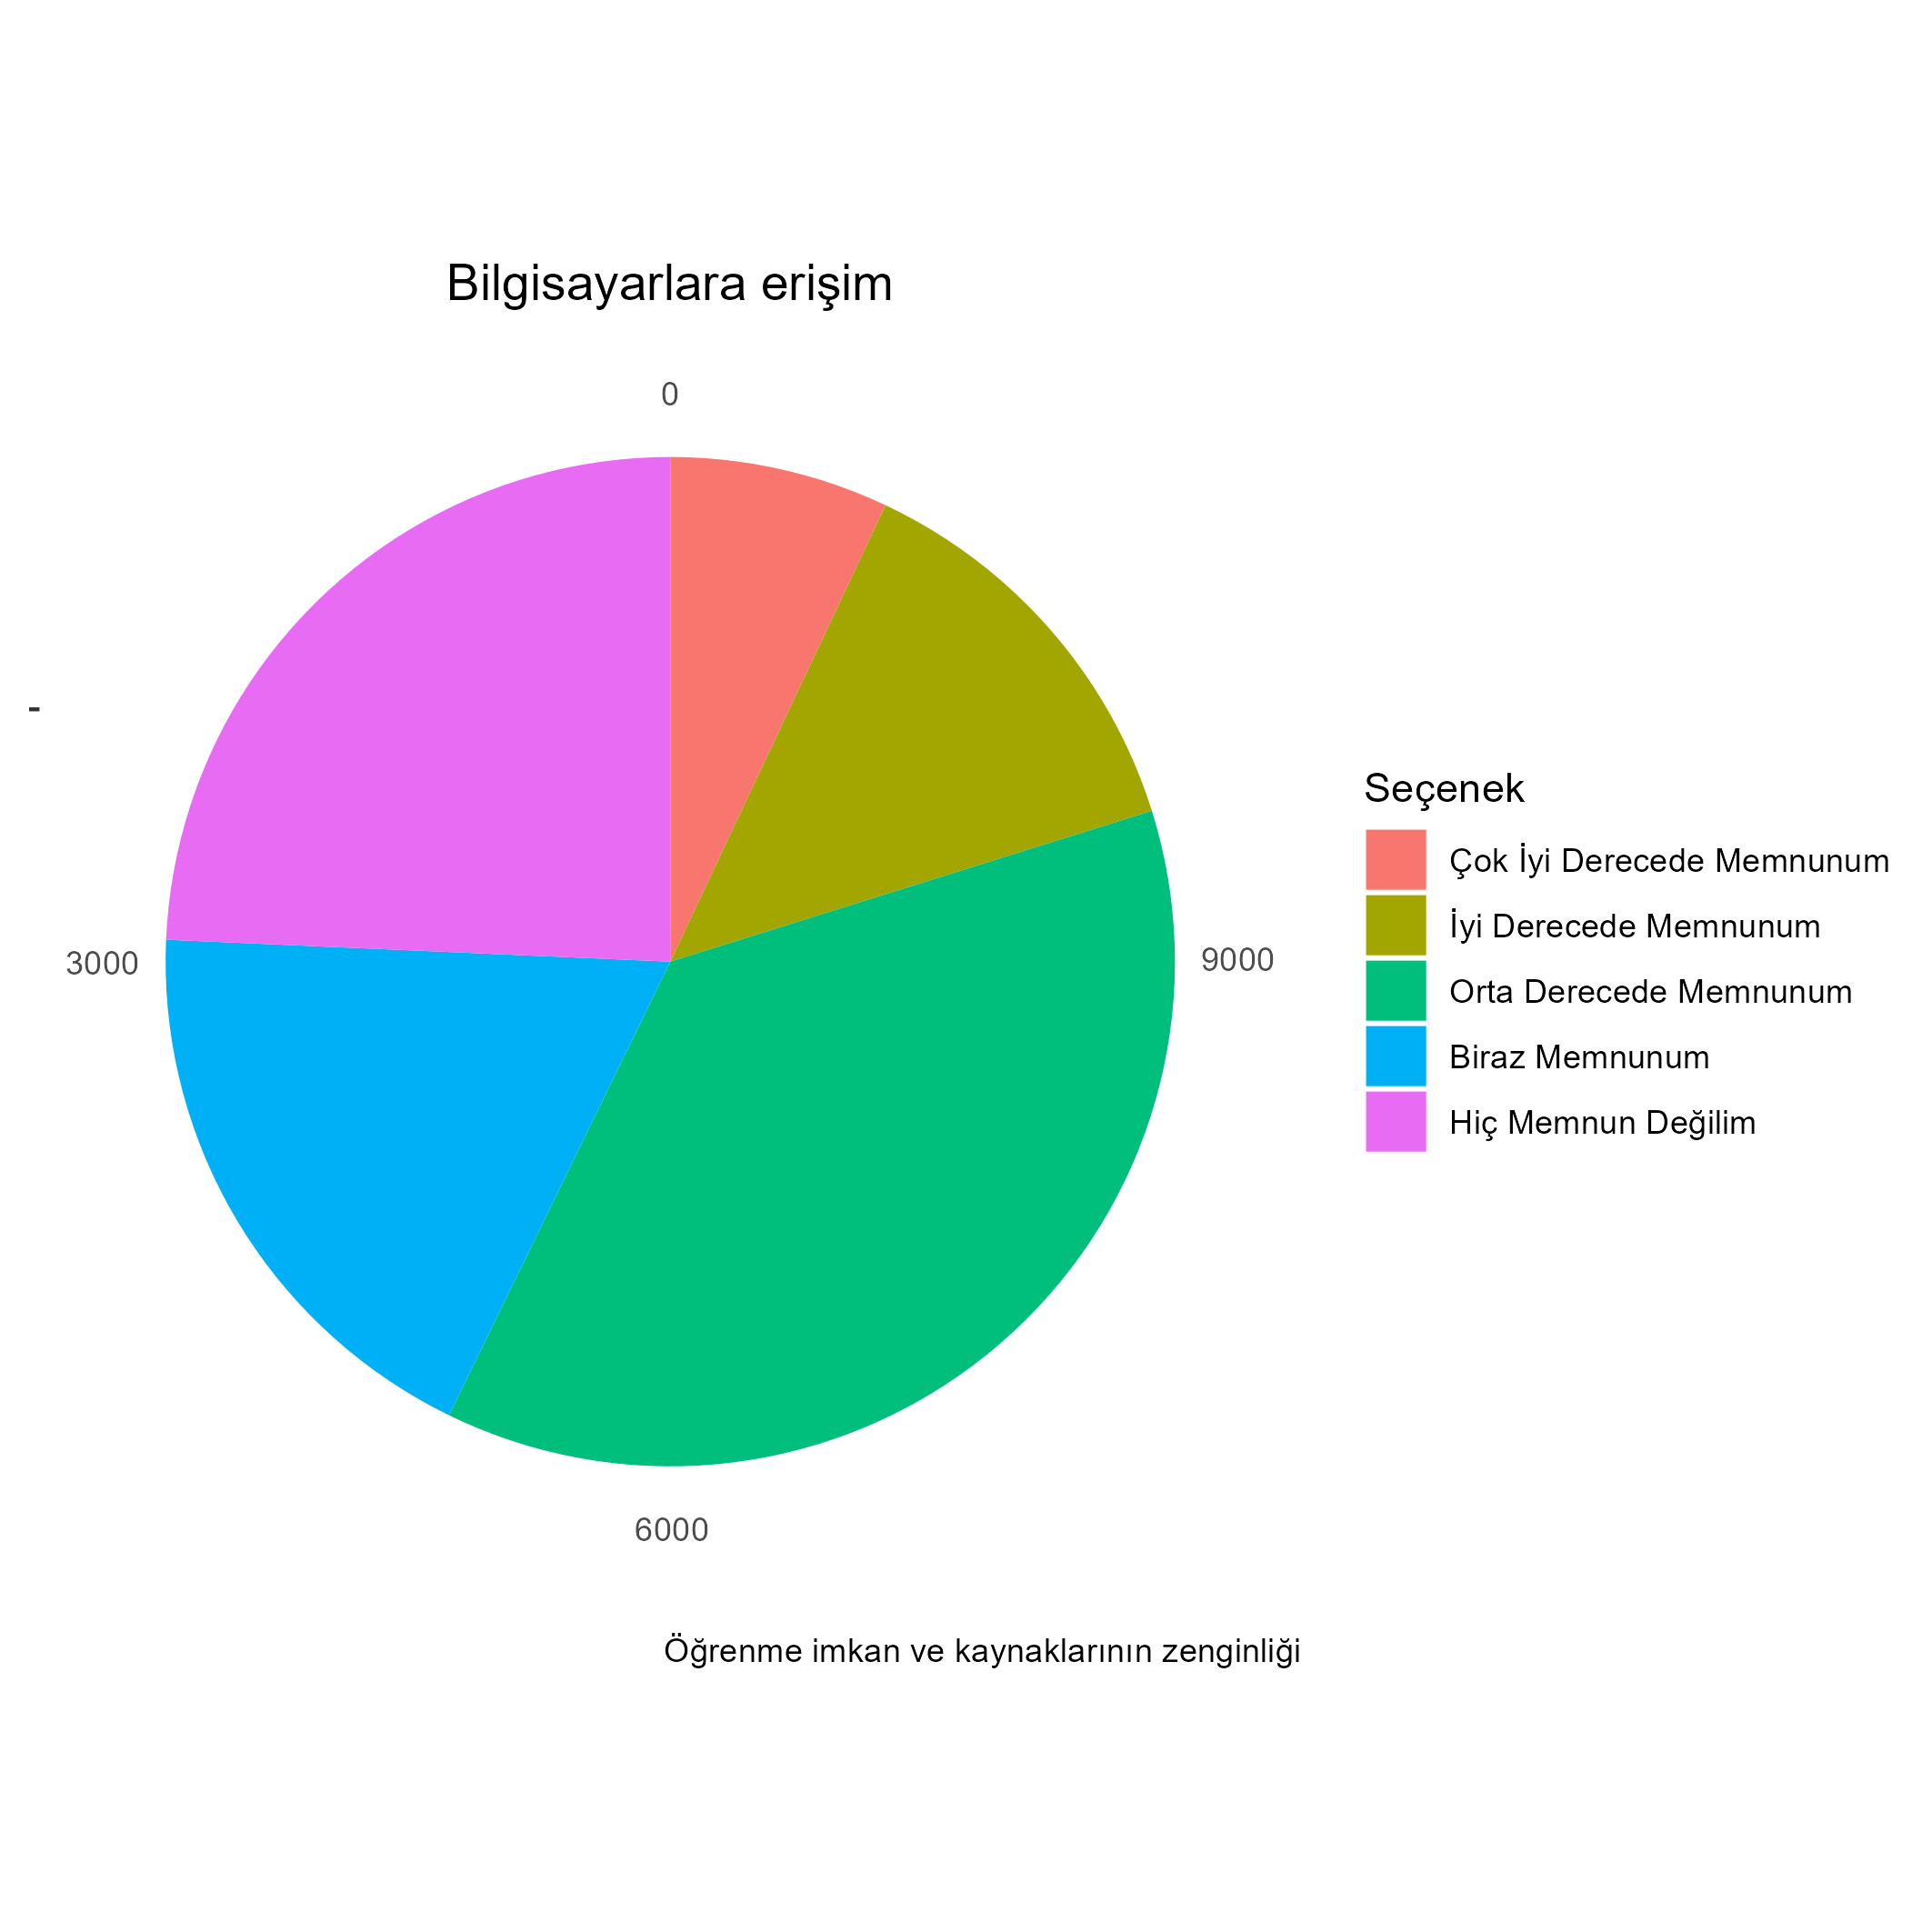 Bilgisayarlara erişim
0
-
3000
9000
6000
Öğrenme imkan ve kaynaklarının zenginliği
Seçenek
Çok İyi Derecede Memnunum
İyi Derecede Memnunum
Orta Derecede Memnunum
Biraz Memnunum
Hiç Memnun Değilim